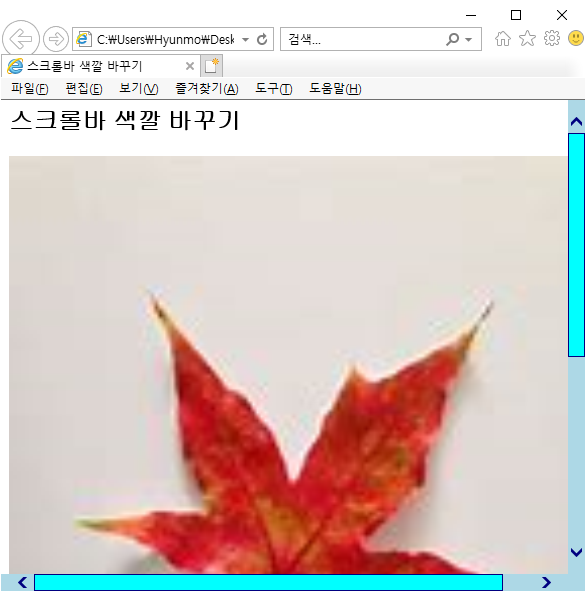 C:₩Users₩Hyunmo₩Desk
검색...
스크롤바 색깔 바꾸기
파일(F) 편집(E) 보기(V) 즐겨찾기(A) 도구(T) 도움말(H)
스크롤바 색깔 바꾸기